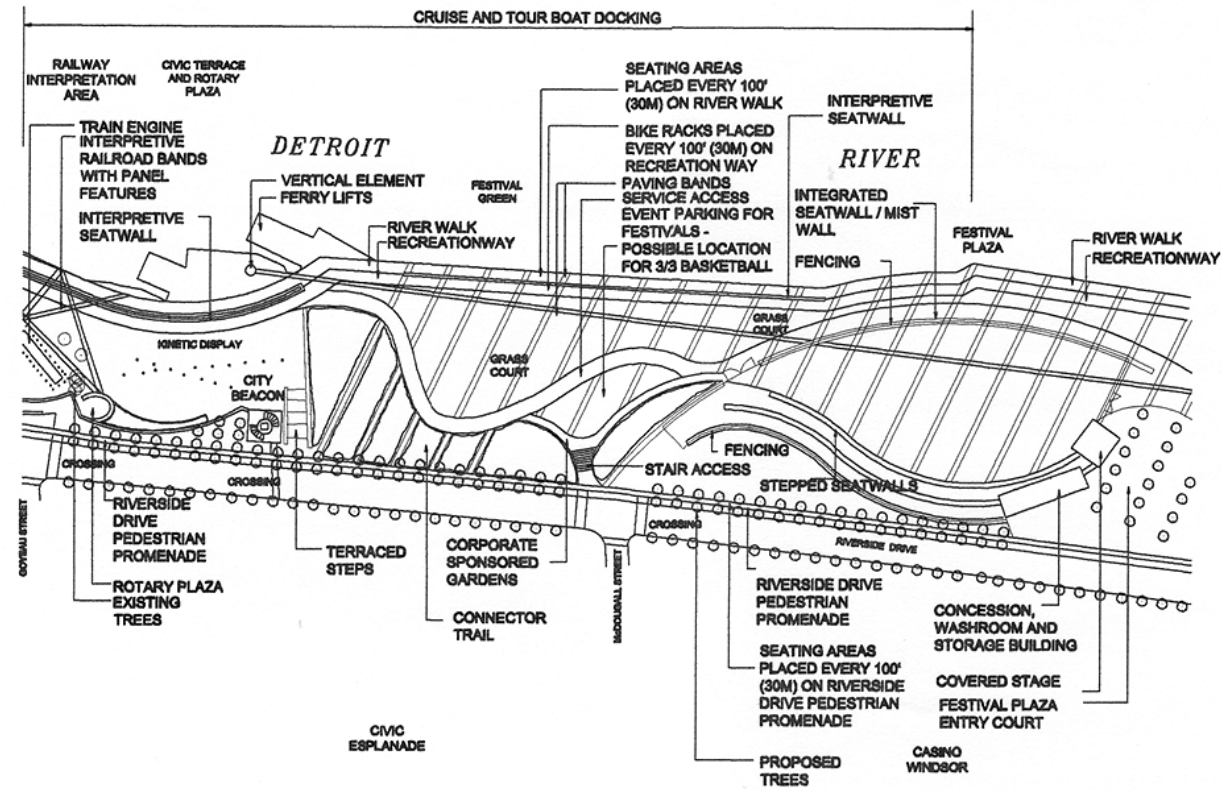 CRUISE AND TOUR BOAT DOCKING
RAILWAY
INTERPRETATION
AREA
CIVIC TERRACE
AND ROTARY
PLAZA
TRAIN ENGINE
INTERPRETIVE
RAILROAD BANDS
WITH PANEL
FEATURES
INTERPRETIVE
SEATWALL
DETROIT
VERTICAL ELEMENT
FERRY LIFTS
FESTIVAL
GREEN
RIVER WALK
RECREATIONWAY
SEATING AREAS
PLACED EVERY 100'
(30M) ON RIVER WALK
BIKE RACKS PLACED
EVERY 100' (30M) ON
RECREATION WAY
PAVING BANDS
SERVICE ACCESS
EVENT PARKING FOR
FESTIVALS -
POSSIBLE LOCATION
FOR 3/3 BASKETBALL
INTERPRETIVE
SEATWALL
RIVER
INTEGRATED
SEATWALL / MIST
WALL
FENCING
FESTIVAL
PLAZA
RIVER WALK
RECREATIONWAY
KINETIC DISPLAY
CITY
BEACON
GRASS
COURT
GRASS
COURT
FENCING
STAIR ACCESS
STEPPED SEATWALLS
CROSSING
CROSSING
CROSSING
RIVERSIDE DRIVE
GOYEAU STREET
McDOUGALL STREET
RIVERSIDE
DRIVE
PEDESTRIAN
PROMENADE
ROTARY PLAZA
EXISTING
TREES
TERRACED
STEPS
CORPORATE
SPONSORED
GARDENS
CONNECTOR
TRAIL
RIVERSIDE DRIVE
PEDESTRIAN
PROMENADE
SEATING AREAS
PLACED EVERY 100'
(30M) ON RIVERSIDE
DRIVE PEDESTRIAN
PROMENADE
PROPOSED
TREES
CONCESSION,
WASHROOM AND
STORAGE BUILDING
COVERED STAGE
FESTIVAL PLAZA
ENTRY COURT
CIVIC
ESPLANADE
CASINO
WINDSOR